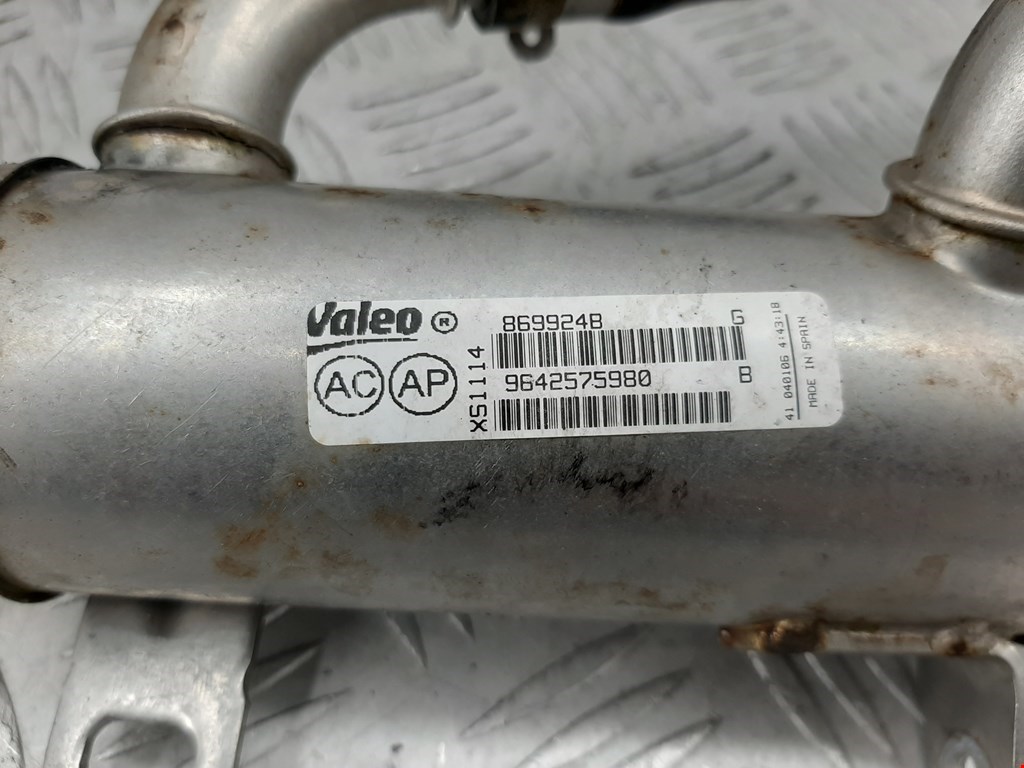 Valeo ®
869924B G
AC AP
XS1114
9642575980 B
41 040106 4:43:18
MADE IN SPAIN